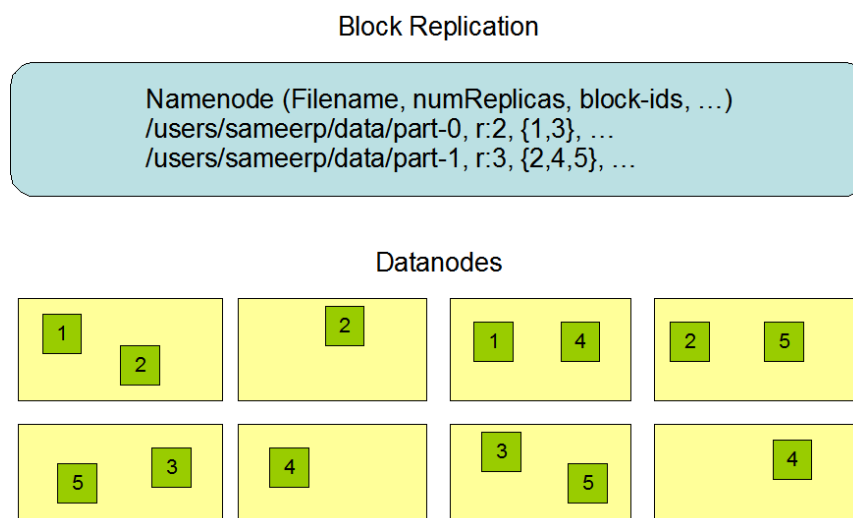 Block Replication
Namenode (Filename, numReplicas, block-ids, …)
/users/sameerp/data/part-0, r:2, {1,3}, …
/users/sameerp/data/part-1, r:3, {2,4,5}, …
Datanodes
1
2
2
1 4
2 5
5 3
4
3
5
4